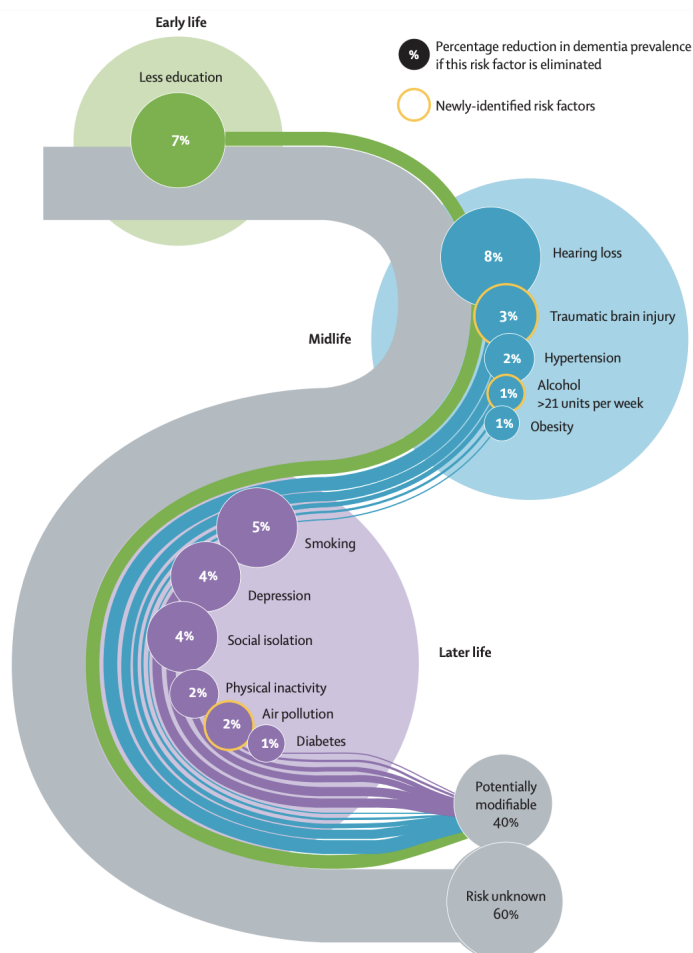 Early life
%
Percentage reduction in dementia prevalence
if this risk factor is eliminated
Newly-identified risk factors
Less education
7%
8%
Hearing loss
3%
Traumatic brain injury
Midlife
2%
Hypertension
1%
Alcohol
>21 units per week
1%
Obesity
5%
Smoking
4%
Depression
4%
Social isolation
Later life
2%
Physical inactivity
2%
Air pollution
1%
Diabetes
Potentially
modifiable
40%
Risk unknown
60%